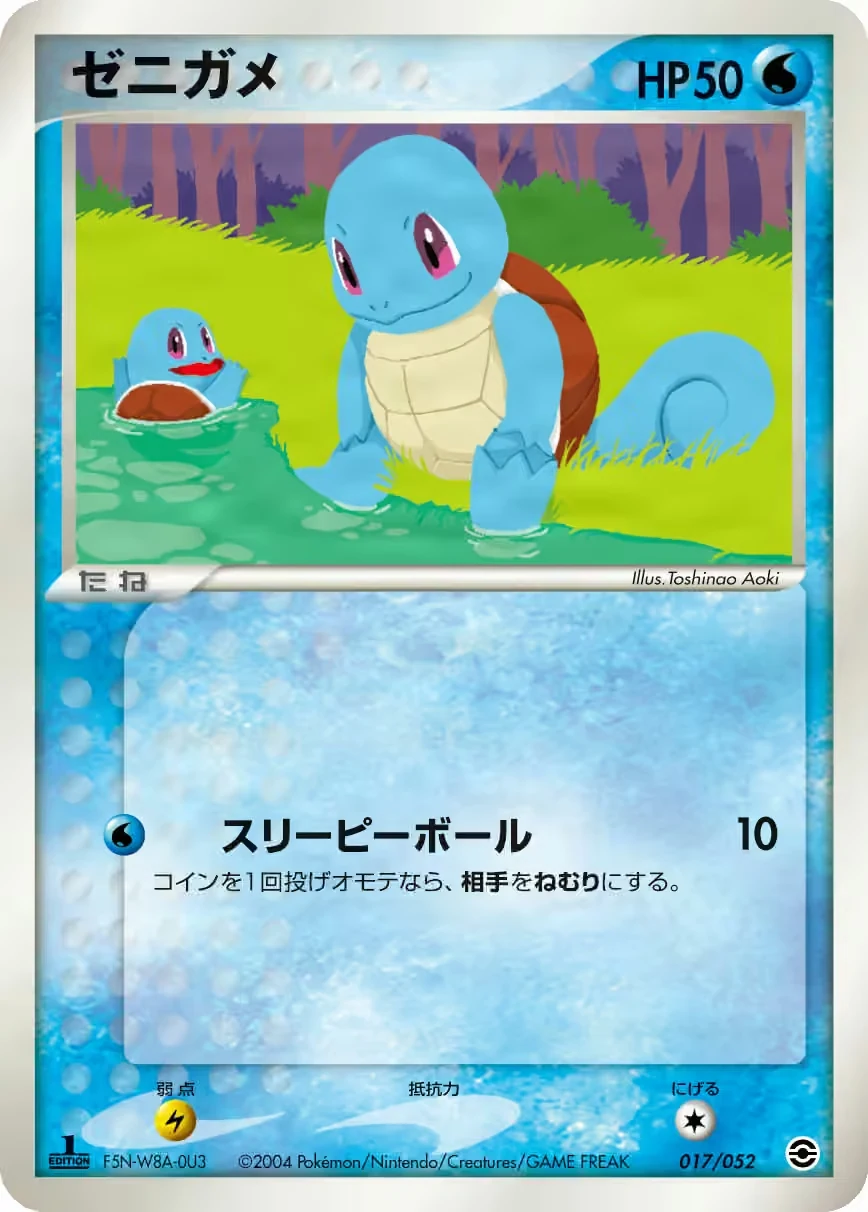 ゼニガメ HP50
たね Illus.Toshinao Aoki
スリーピーボール 10
コインを1回投げオモテなら、相手をねむりにする。
弱点 抵抗力 にげる
1 EDITION F5N-W8A-0U3 ©2004 Pokémon/Nintendo/Creatures/GAME FREAK 017/052